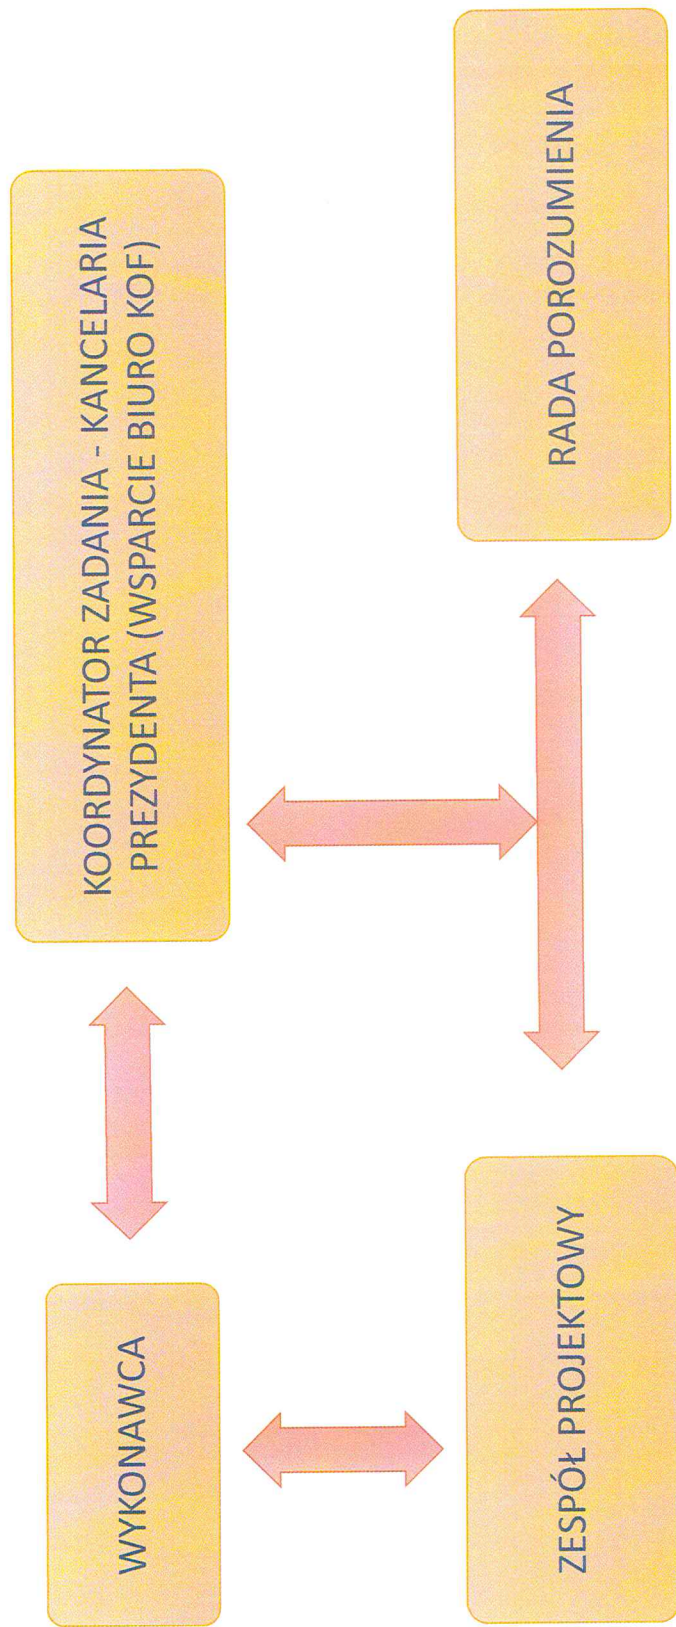 WYKONAWCA
KOORDYNATOR ZADANIA - KANCELARIA
PREZYDENTA (WSPARCIE BIURO KOF)
ZESPÓŁ PROJEKTOWY
RADA POROZUMIENIA